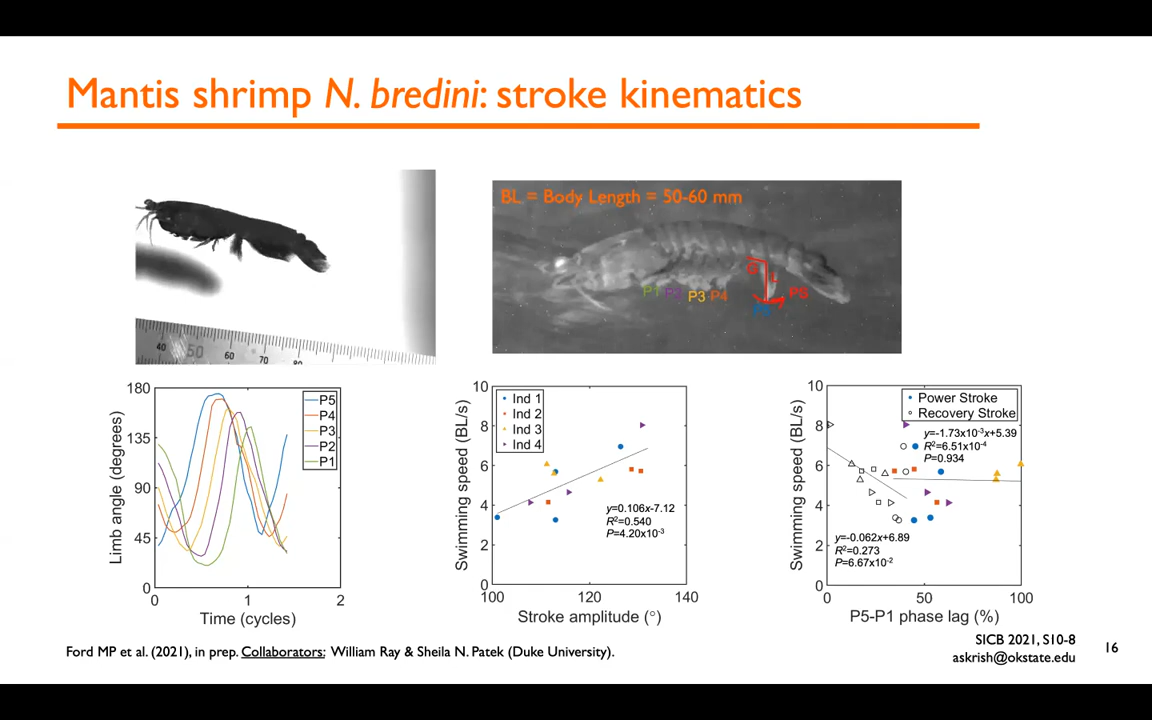 Mantis shrimp N. bredini: stroke kinematics
40 50 60 70 80
BL = Body Length = 50-60 mm
P1 P2 P3 P4 PS
P5
180
135
90
45
0
0 1 2
Limb angle (degrees)
Time (cycles)
P5
P4
P3
P2
P1
10
8
6
4
2
0
100 120 140
Swimming speed (BL/s)
Stroke amplitude (°)
Ind 1
Ind 2
Ind 3
Ind 4
y=0.106x-7.12
R²=0.540
P=4.20x10⁻³
10
8
6
4
2
0
0 50 100
Swimming speed (BL/s)
P5-P1 phase lag (%)
Power Stroke
Recovery Stroke
y=-1.73x10⁻³x+5.39
R²=6.51x10⁻⁴
P=0.934
y=-0.062x+6.89
R²=0.273
P=6.67x10⁻²
Ford MP et al. (2021), in prep. Collaborators: William Ray & Sheila N. Patek (Duke University).
SICB 2021, S10-8
askrish@okstate.edu
16